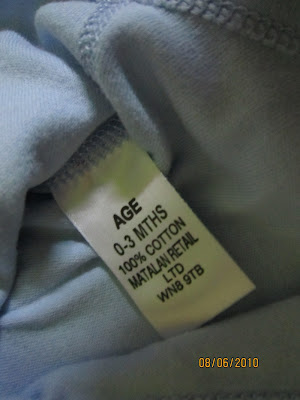 AGE
0-3 MTHS
100% COTTON
MATALAN RETAIL
LTD
WN8 9TB
08/06/2010